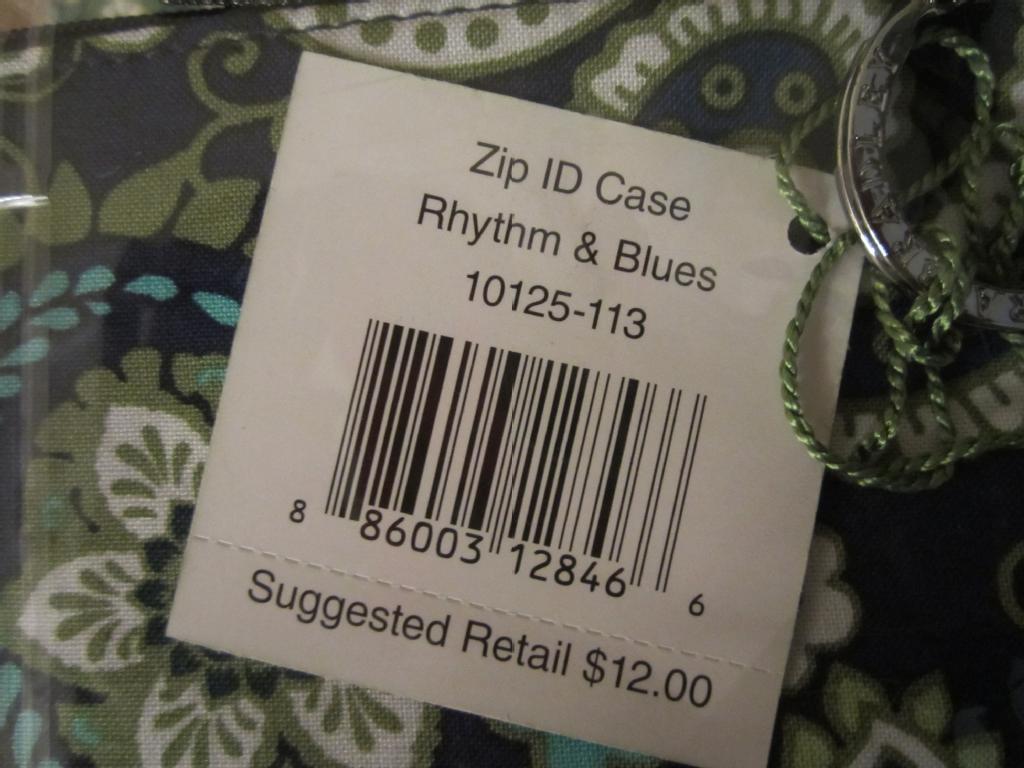 Zip ID Case
Rhythm & Blues
10125-113
8 86003 12846 6
Suggested Retail $12.00